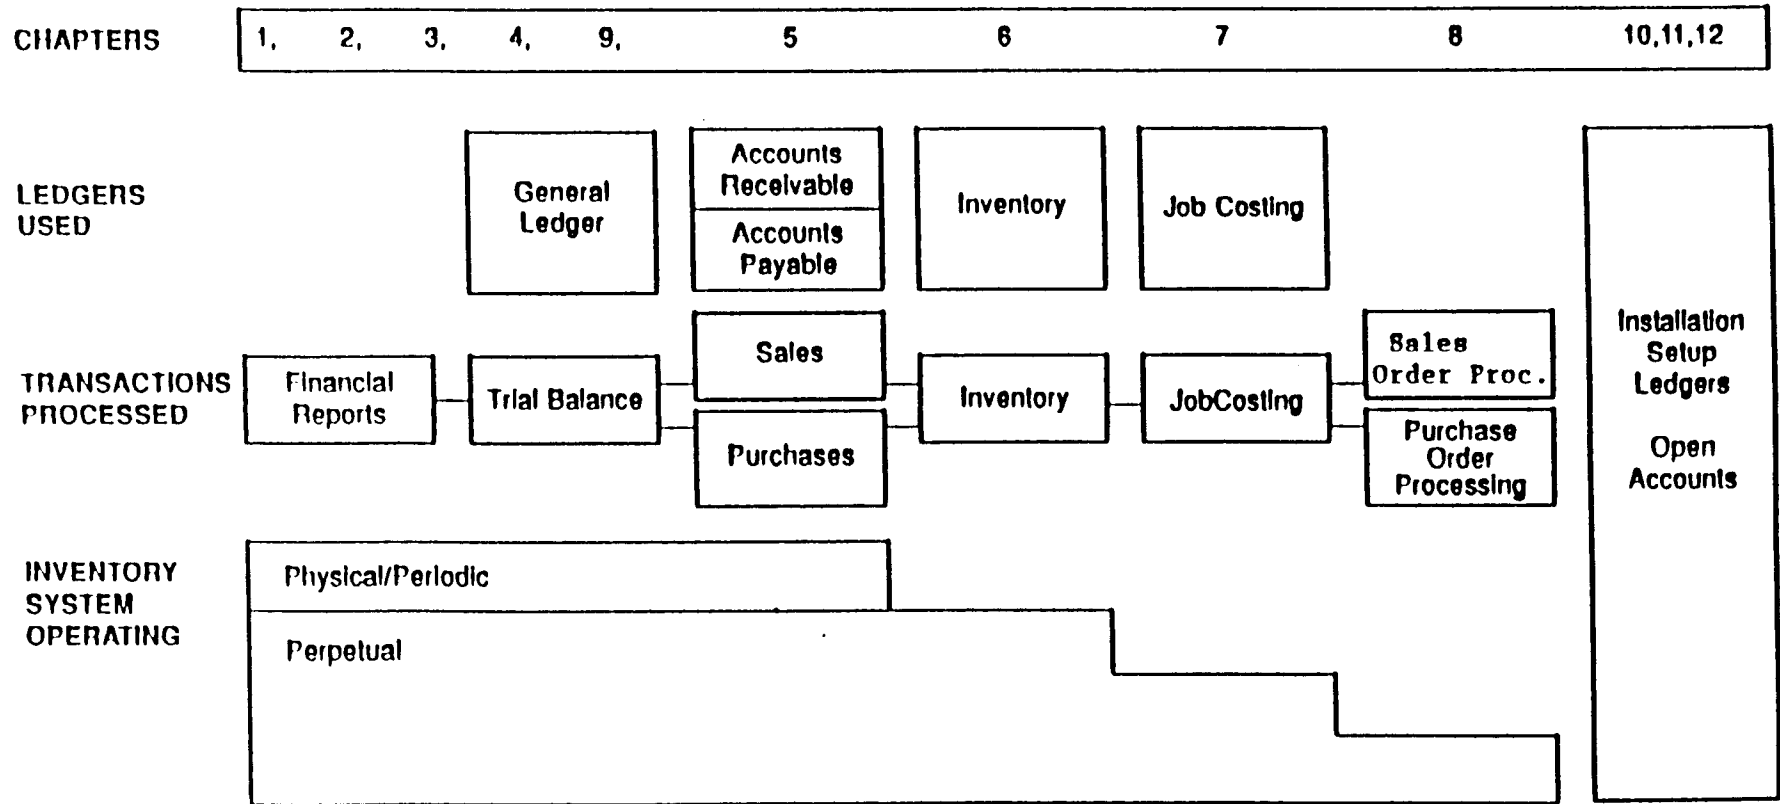 CHAPTERS
1, 2, 3, 4, 9, 5 6 7 8 10,11,12
LEDGERS
USED
General
Ledger
Accounts
Receivable
Accounts
Payable
Inventory
Job Costing
TRANSACTIONS
PROCESSED
Financial
Reports
Trial Balance
Sales
Purchases
Inventory
JobCosting
Sales
Order Proc.
Purchase
Order
Processing
Installation
Setup
Ledgers
Open
Accounts
INVENTORY
SYSTEM
OPERATING
Physical/Periodic
Perpetual